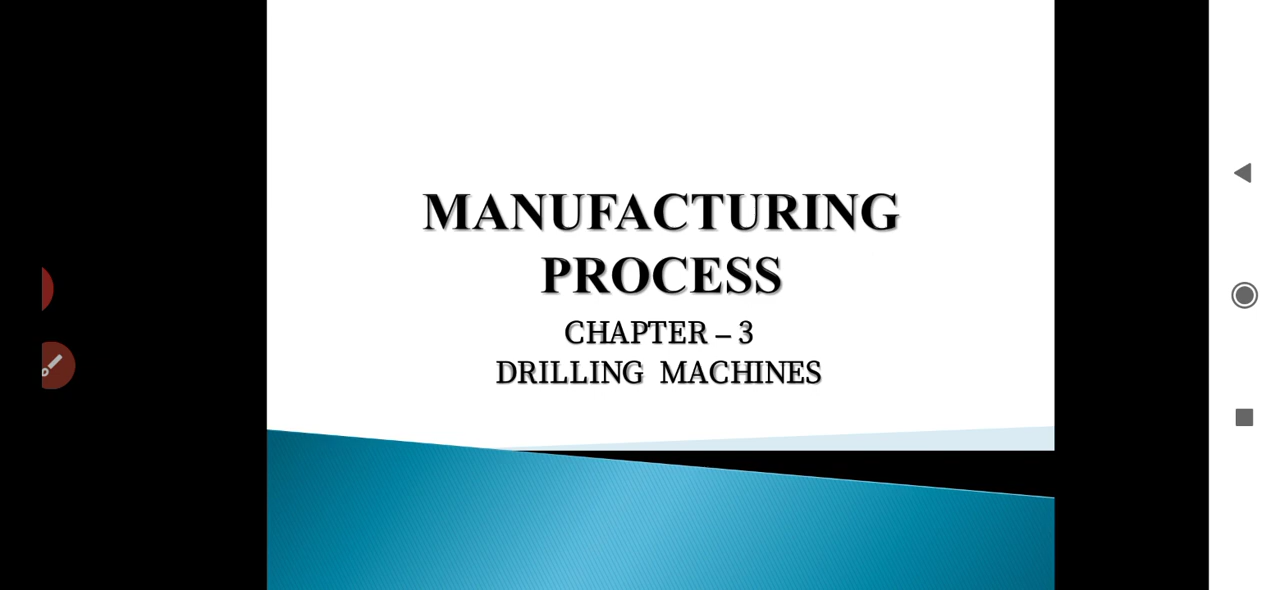 MANUFACTURING
PROCESS
CHAPTER – 3
DRILLING MACHINES